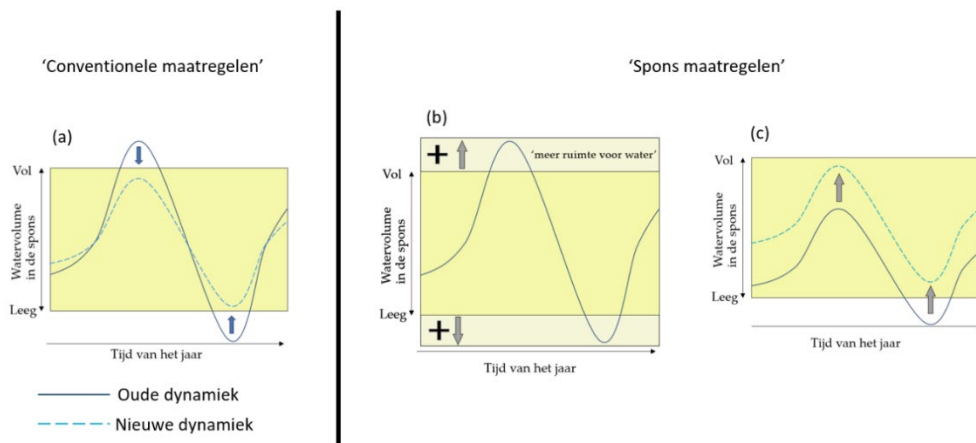 ‘Conventionele maatregelen’
‘Spons maatregelen’
(a)
Vol
Watervolume
in de spons
Leeg
Tijd van het jaar
Oude dynamiek
Nieuwe dynamiek
(b)
‘meer ruimte voor water’
Vol
Watervolume
in de spons
Leeg
Tijd van het jaar
(c)
Vol
Watervolume
in de spons
Leeg
Tijd van het jaar